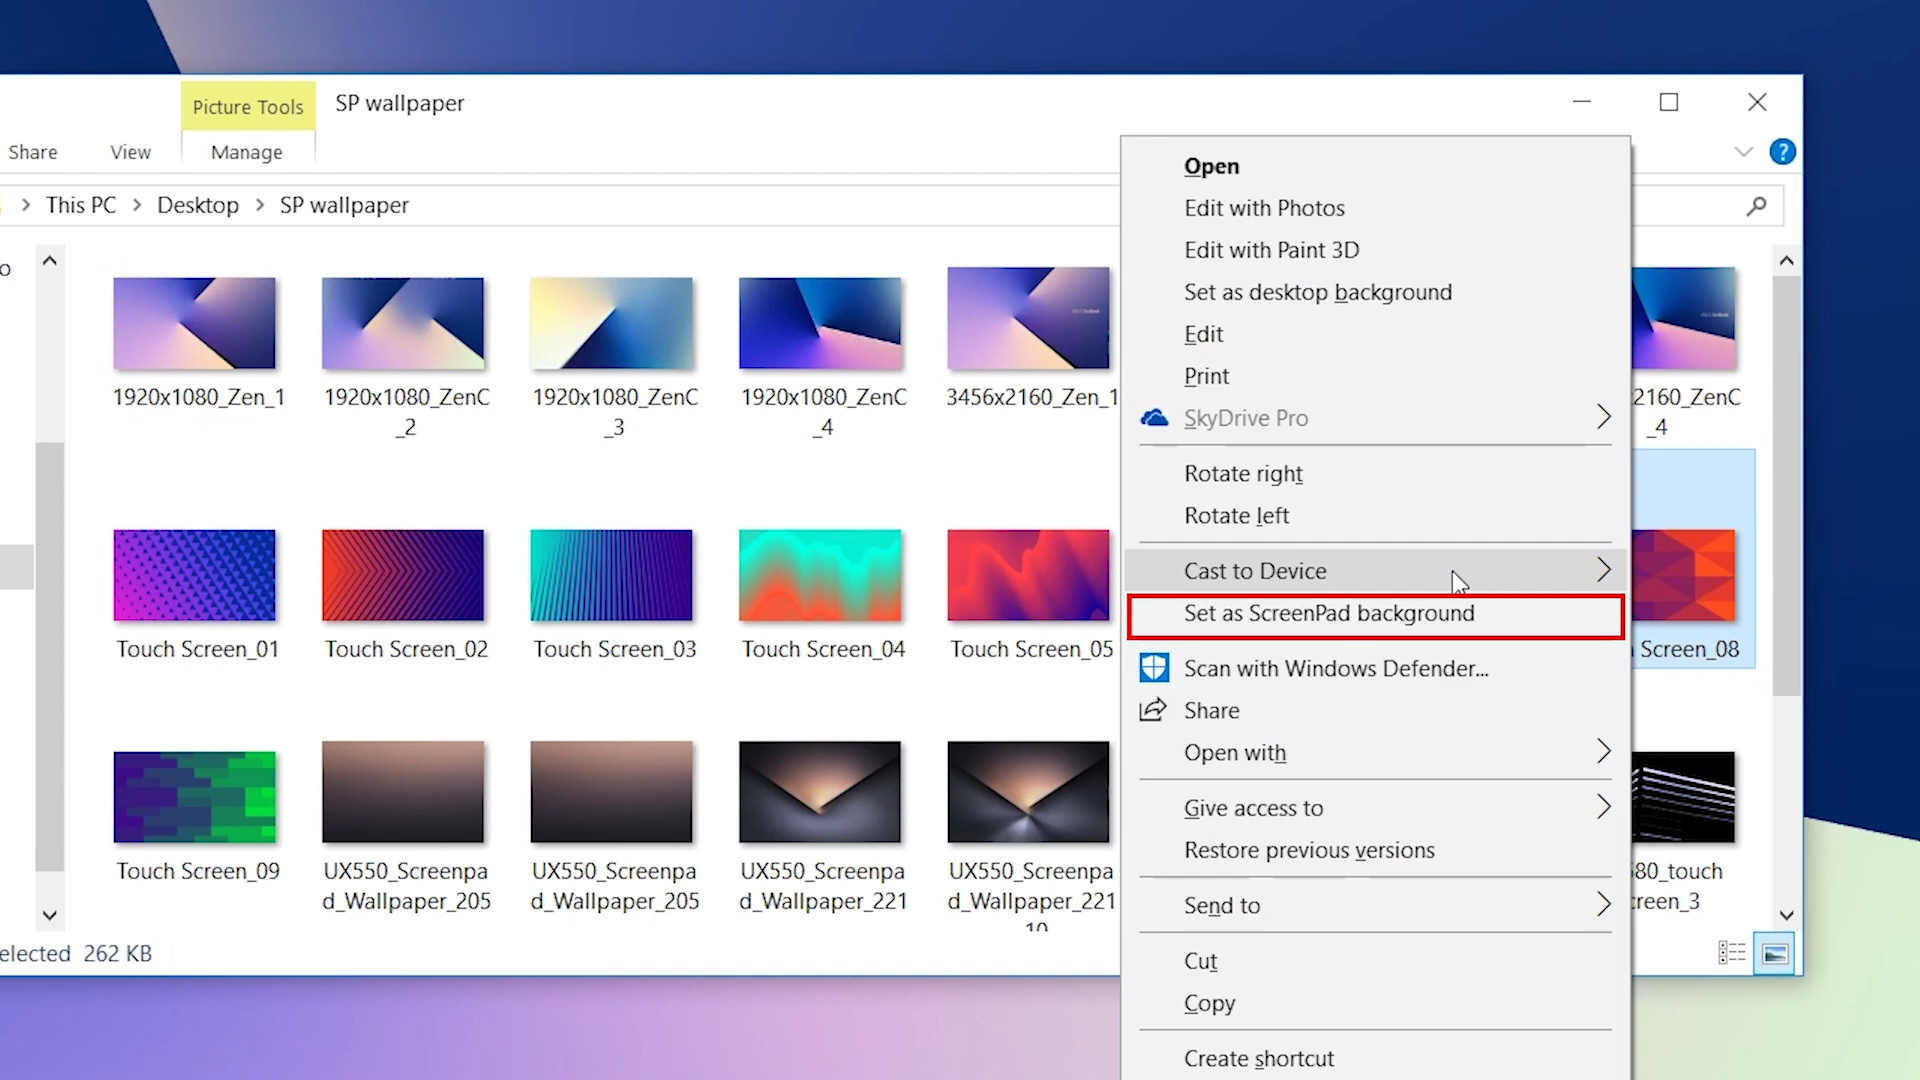 Picture Tools
SP wallpaper
Share
View
Manage
?
This PC > Desktop > SP wallpaper
1920x1080_Zen_1
1920x1080_ZenC
_2
1920x1080_ZenC
_3
1920x1080_ZenC
_4
3456x2160_Zen_1
2160_ZenC
_4
Touch Screen_01
Touch Screen_02
Touch Screen_03
Touch Screen_04
Touch Screen_05
Screen_08
Touch Screen_09
UX550_Screenpa
d_Wallpaper_205
UX550_Screenpa
d_Wallpaper_205
UX550_Screenpa
d_Wallpaper_221
UX550_Screenpa
d_Wallpaper_221
10
80_touch
creen_3
elected 262 KB
Open
Edit with Photos
Edit with Paint 3D
Set as desktop background
Edit
Print
SkyDrive Pro
Rotate right
Rotate left
Cast to Device
Set as ScreenPad background
Scan with Windows Defender...
Share
Open with
Give access to
Restore previous versions
Send to
Cut
Copy
Create shortcut